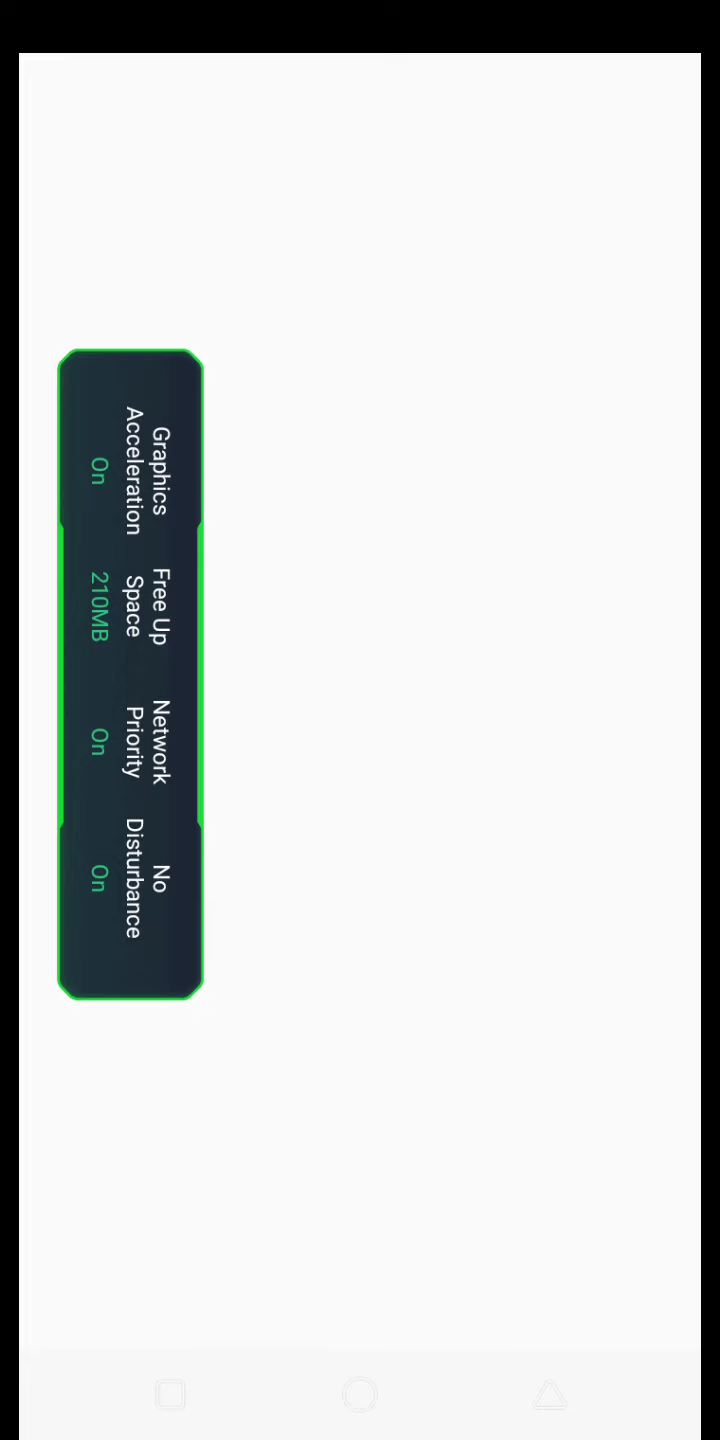 Graphics
Acceleration
On
Free Up
Space
210MB
Network
Priority
On
No
Disturbance
On